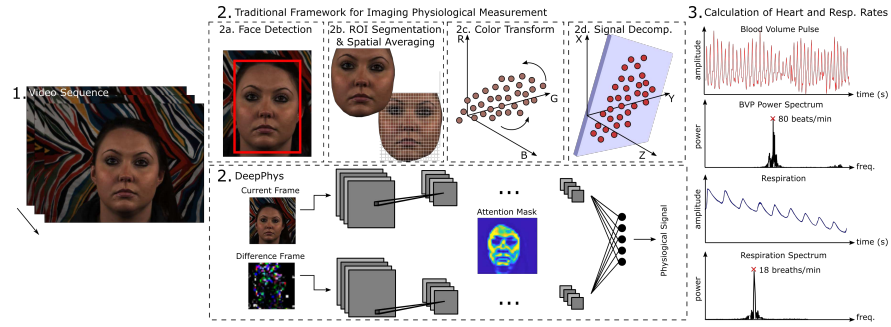 1. Video Sequence
2. Traditional Framework for Imaging Physiological Measurement
2a. Face Detection
2b. ROI Segmentation
& Spatial Averaging
2c. Color Transform
R
G
B
2d. Signal Decomp.
X
Y
Z
2. DeepPhys
Current Frame
Difference Frame
...
Attention Mask
...
Physiological Signal
3. Calculation of Heart and Resp. Rates
Blood Volume Pulse
amplitude
time (s)
BVP Power Spectrum
80 beats/min
power
freq.
Respiration
amplitude
time (s)
Respiration Spectrum
18 breaths/min
power
freq.